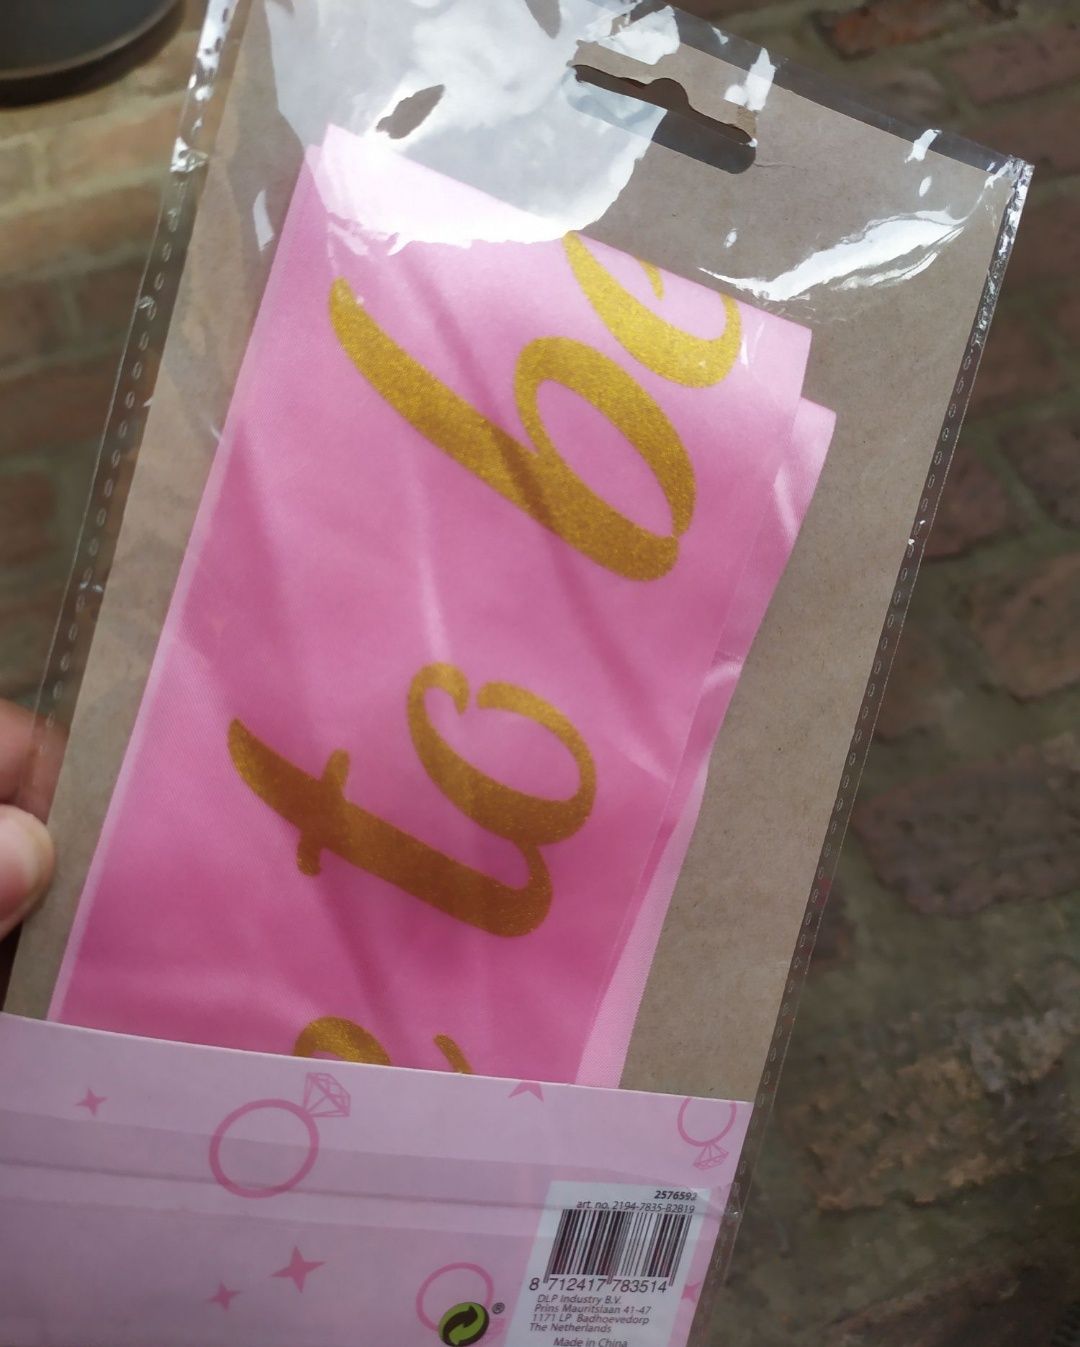 to be
2576592
art. no. 2194-7835-82819
8 712417 783514
DLP Industry B.V.
Prins Mauritslaan 41-47
1171 LP Badhoevedorp
The Netherlands
Made in China
®